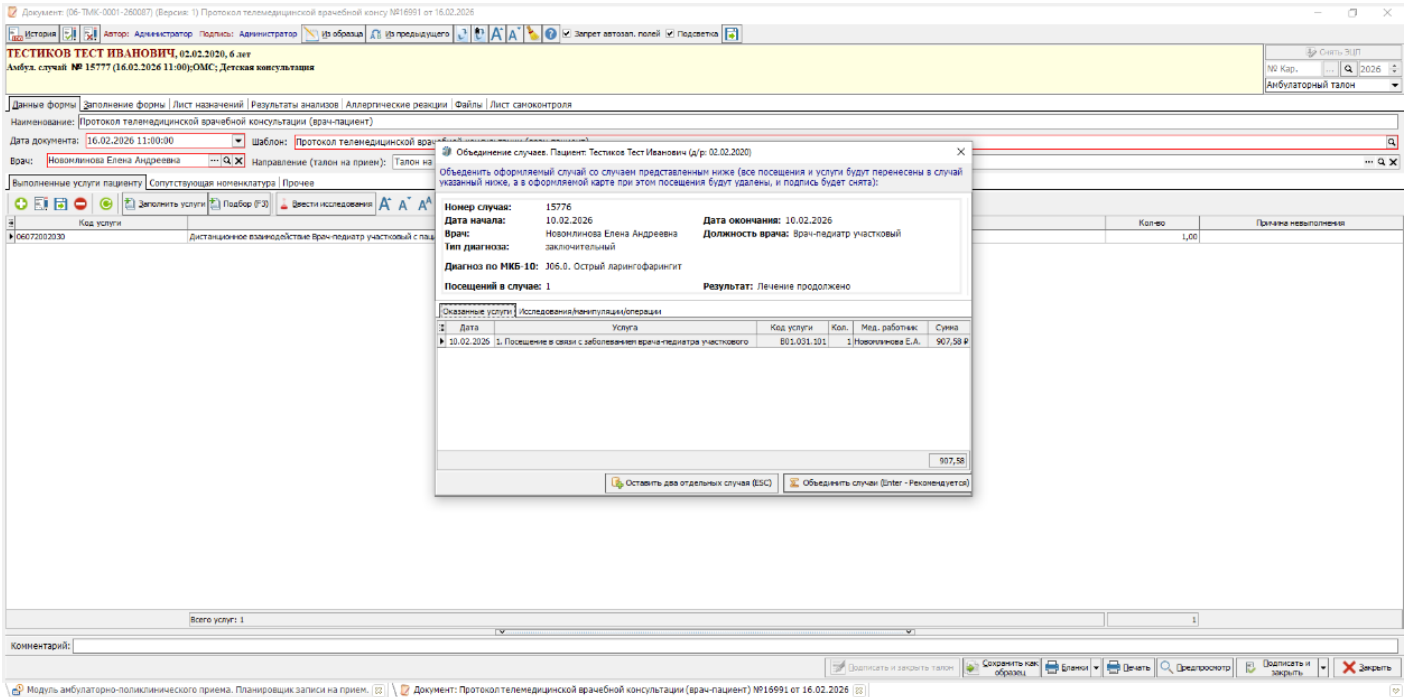 Документ: (06-ТМК-0001-260087) (Версия: 1) Протокол телемедицинской врачебной консу №16991 от 16.02.2026
История Автор: Администратор Подпись: Администратор Из образца Из предыдущего Запрет автозап. полей Подсветка
ТЕСТИКОВ ТЕСТ ИВАНОВИЧ, 02.02.2020, 6 лет
Амбул. случай № 15777 (16.02.2026 11:00);ОМС; Детская консультация
Снять ЭЦП
№ Кар. ... 2026
Амбулаторный талон
Данные формы Заполнение формы Лист назначений Результаты анализов Аллергические реакции Файлы Лист самоконтроля
Наименование: Протокол телемедицинской врачебной консультации (врач-пациент)
Дата документа: 16.02.2026 11:00:00 Шаблон: Протокол телемедицинской врачебной консультации (врач-пациент)
Врач: Новомлинова Елена Андреевна Направление (талон на прием): Талон на
Выполненные услуги пациенту Сопутствующая номенклатура Прочее
Заполнить услуги Подбор (F3) Ввести исследования
Код услуги Кол-во Причина невыполнения
06072002030 Дистанционное взаимодействие Врач-педиатр участковый с пац 1,00
Объединение случаев. Пациент: Тестиков Тест Иванович (д/р: 02.02.2020)
Объеденить оформляемый случай со случаем представленным ниже (все посещения и услуги будут перенесены в случай
указанный ниже, а в оформляемой карте при этом посещения будут удалены, и подпись будет снята):
Номер случая: 15776
Дата начала: 10.02.2026 Дата окончания: 10.02.2026
Врач: Новомлинова Елена Андреевна Должность врача: Врач-педиатр участковый
Тип диагноза: заключительный
Диагноз по МКБ-10: J06.0. Острый ларингофарингит
Посещений в случае: 1 Результат: Лечение продолжено
Оказанные услуги Исследования/манипуляции/операции
Дата Услуга Код услуги Кол. Мед. работник Сумма
10.02.2026 1. Посещение в связи с заболеванием врача-педиатра участкового B01.031.101 1 Новомлинова Е.А. 907,58 ₽
907,58
Оставить два отдельных случая (ESC) Объединить случаи (Enter - Рекомендуется)
Всего услуг: 1 1
Комментарий:
Подписать и закрыть талон Сохранить как образец Бланки Печать Предпросмотр Подписать и закрыть Закрыть
Модуль амбулаторно-поликлинического приема. Планировщик записи на прием. Документ: Протокол телемедицинской врачебной консультации (врач-пациент) №16991 от 16.02.2026